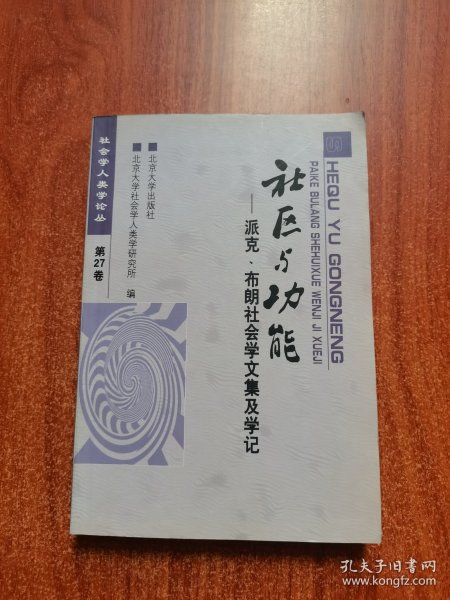 社会学人类学论丛
第27卷
SHEQU YU GONGNENG
PAIKE BULANG SHEHUIXUE WENJI JI XUEJI
社区与功能
——派克、布朗社会学文集及学记
■北京大学出版社
■北京大学社会学人类学研究所 编
孔夫子旧书网
www.kongfz.com